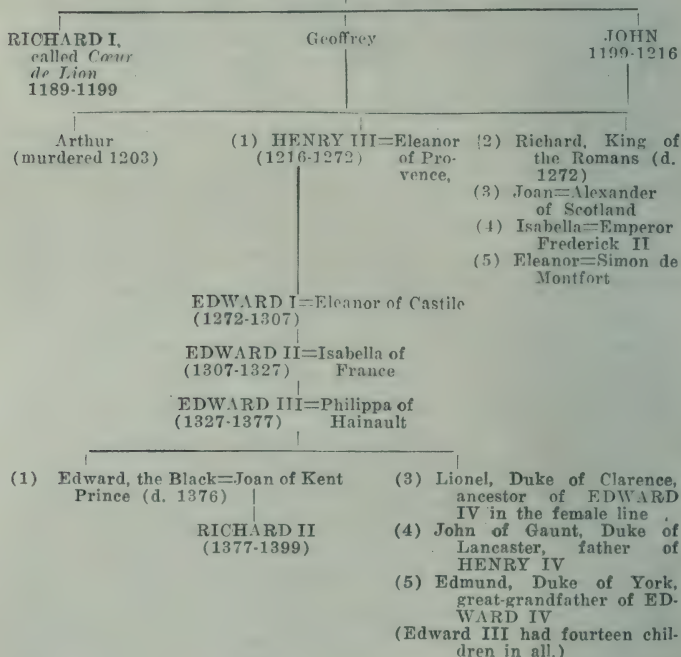 RICHARD I,
called Cœur
de Lion
1189-1199
Geoffrey
JOHN
1199-1216
Arthur
(murdered 1203)
(1) HENRY III=Eleanor
(1216-1272) of Pro-
vence,
(2) Richard, King of
the Romans (d.
1272)
(3) Joan=Alexander
of Scotland
(4) Isabella=Emperor
Frederick II
(5) Eleanor=Simon de
Montfort
EDWARD I=Eleanor of Castile
(1272-1307)
EDWARD II=Isabella of
(1307-1327) France
EDWARD III=Philippa of
(1327-1377) Hainault
(1) Edward, the Black=Joan of Kent
Prince (d. 1376)
RICHARD II
(1377-1399)
(3) Lionel, Duke of Clarence,
ancestor of EDWARD
IV in the female line
(4) John of Gaunt, Duke of
Lancaster, father of
HENRY IV
(5) Edmund, Duke of York,
great-grandfather of ED-
WARD IV
(Edward III had fourteen chil-
dren in all.)